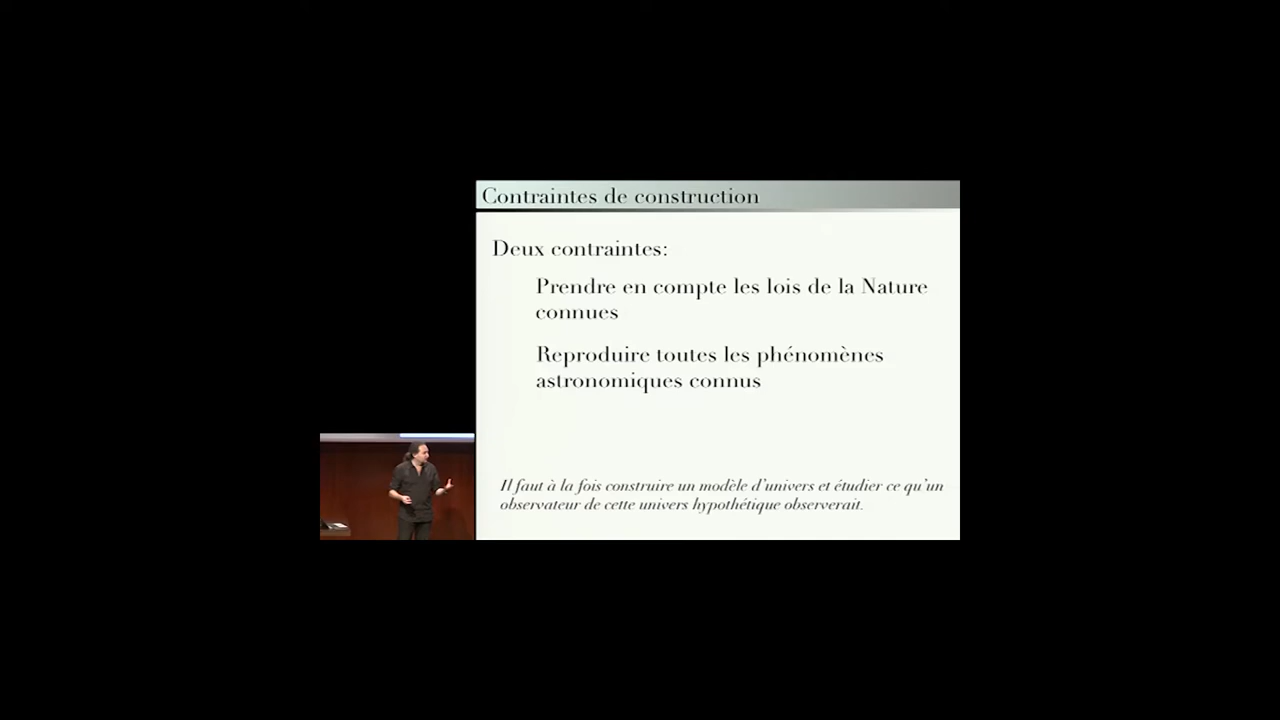 Contraintes de construction
Deux contraintes:
Prendre en compte les lois de la Nature
connues
Reproduire toutes les phénomènes
astronomiques connus
Il faut à la fois construire un modèle d'univers et étudier ce qu'un
observateur de cette univers hypothétique observerait.